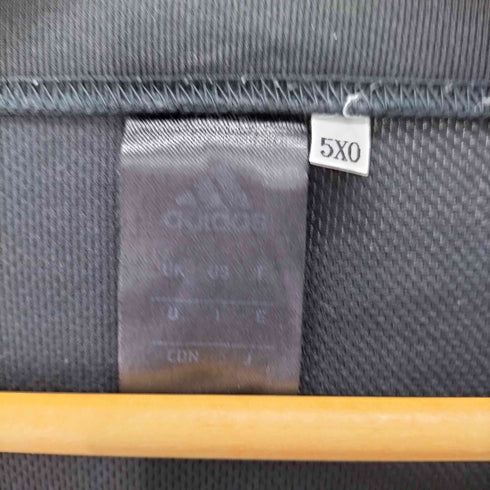 5XO
adidas
UK US F
D I E
CDN J